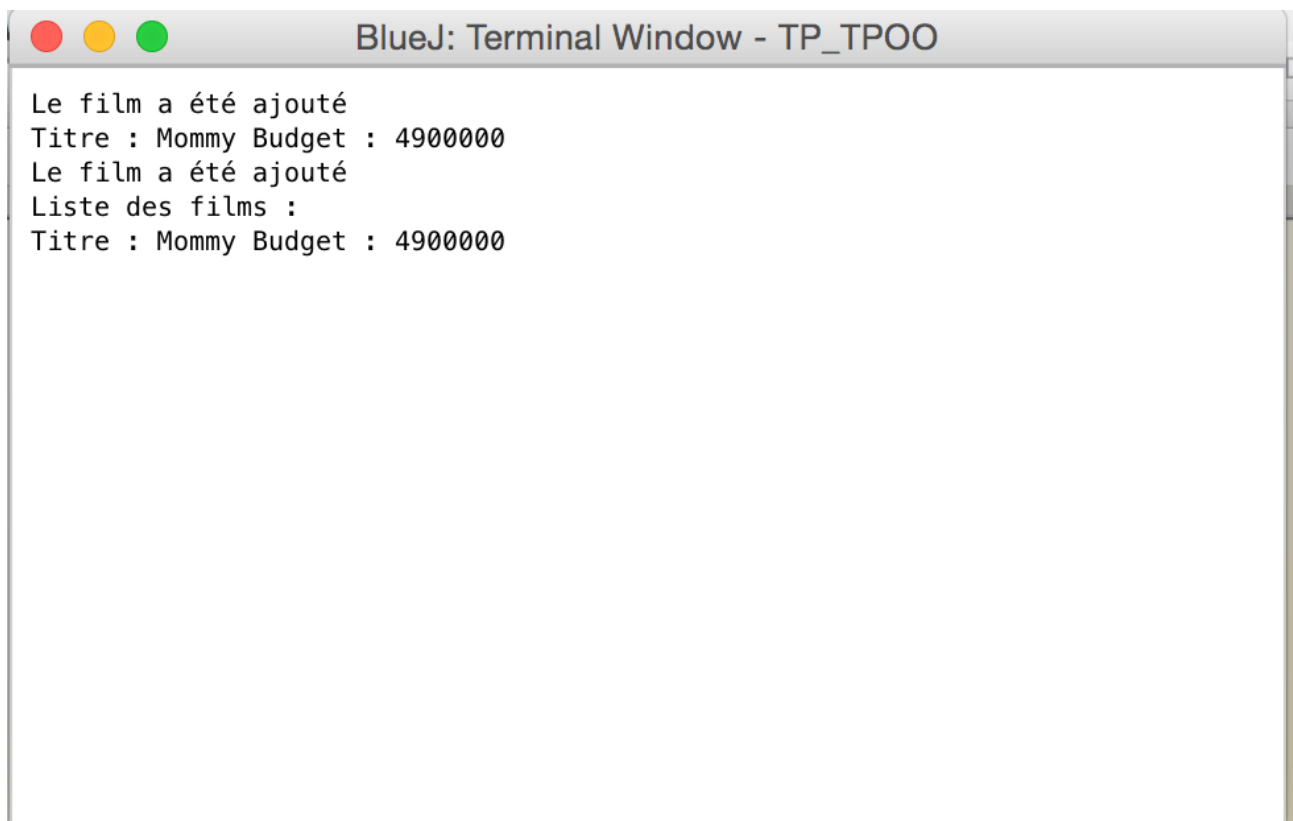 BlueJ: Terminal Window - TP_TPOO
Le film a été ajouté
Titre : Mommy Budget : 4900000
Le film a été ajouté
Liste des films :
Titre : Mommy Budget : 4900000